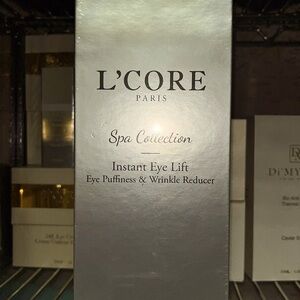 L'CORE
PARIS
Spa Collection
Instant Eye Lift
Eye Puffiness & Wrinkle Reducer